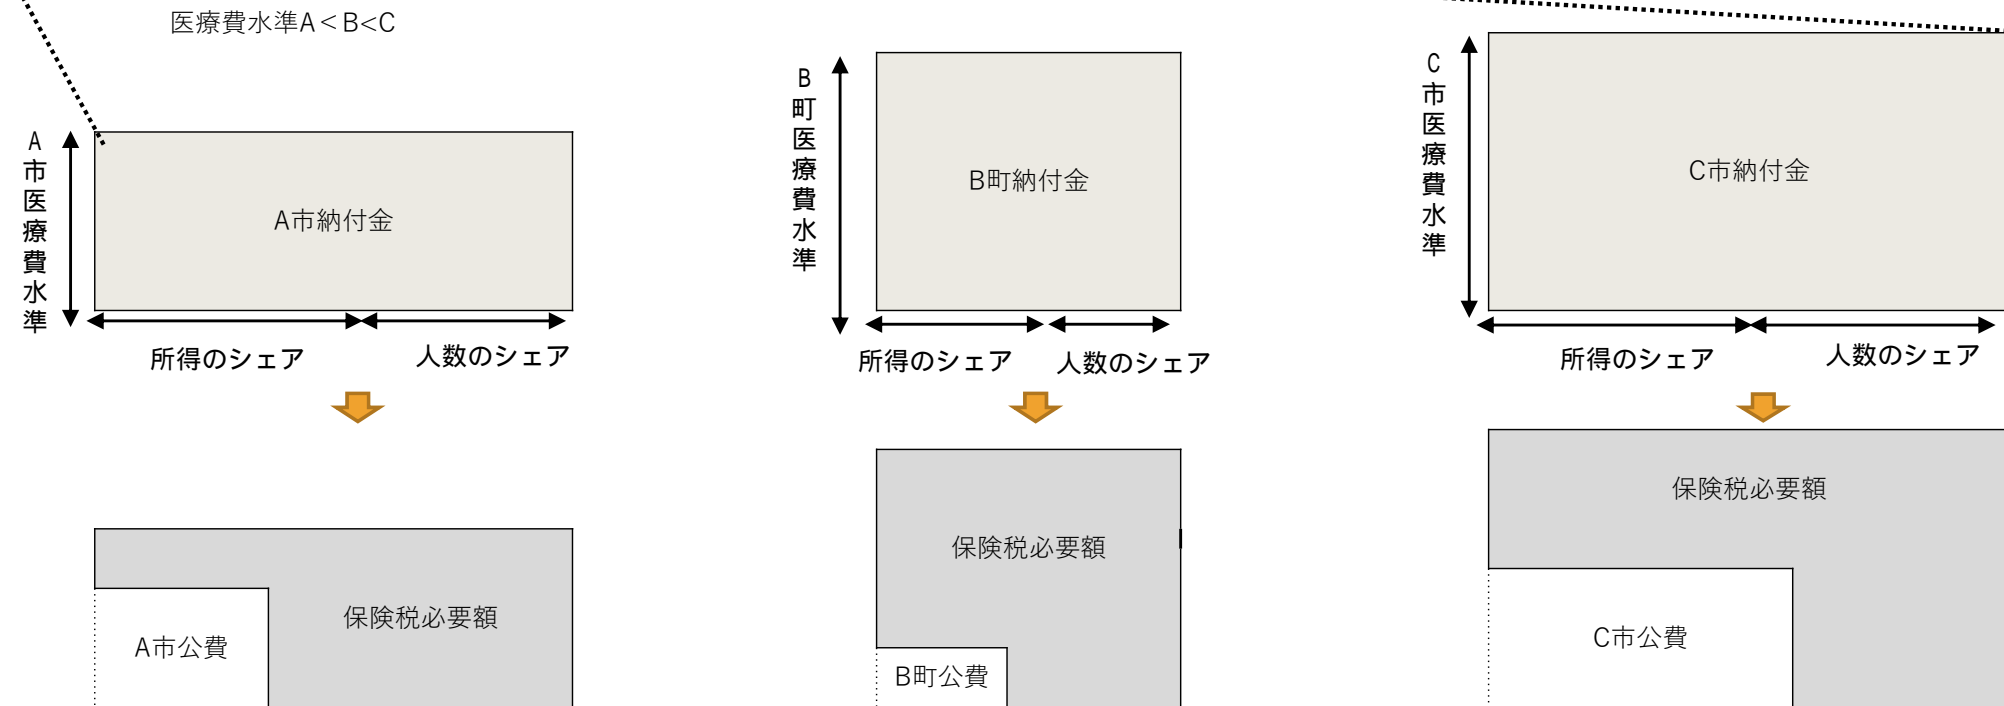 医療費水準A＜B<C
A市医療費水準
A市納付金
所得のシェア
人数のシェア
B町医療費水準
B町納付金
所得のシェア
人数のシェア
C市医療費水準
C市納付金
所得のシェア
人数のシェア
保険税必要額
A市公費
保険税必要額
B町公費
保険税必要額
C市公費